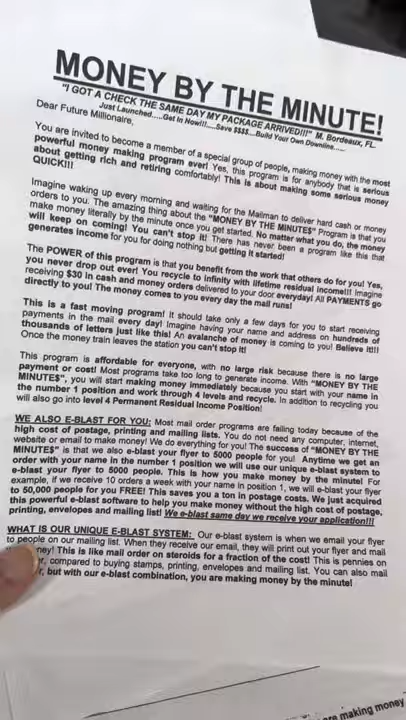 MONEY BY THE MINUTE!
"I GOT A CHECK THE SAME DAY MY PACKAGE ARRIVED!!!" M. Bordeaux, FL.
Just Launched.....Get In Now!!!....Save $$$$...Build Your Own Downline.....
Dear Future Millionaire,
You are invited to become a member of a special group of people, making money with the most
powerful money making program ever! Yes, this program is for anybody that is serious
about getting rich and retiring comfortably! This is about making some serious money
QUICK!!!
Imagine waking up every morning and waiting for the Mailman to deliver hard cash or money
orders to you. The amazing thing about the "MONEY BY THE MINUTES" Program is that you
make money literally by the minute once you get started. No matter what you do, the money
will keep on coming! You can't stop it! There has never been a program like this that
generates income for you for doing nothing but getting it started!
The POWER of this program is that you benefit from the work that others do for you! Yes,
you never drop out ever! You recycle to infinity with lifetime residual income!!! Imagine
receiving $30 in cash and money orders delivered to your door everyday! All PAYMENTS go
directly to you! The money comes to you every day the mail runs!
This is a fast moving program! It should take only a few days for you to start receiving
payments in the mail every day! Imagine having your name and address on hundreds of
thousands of letters just like this! An avalanche of money is coming to you! Believe it!!!
Once the money train leaves the station you can't stop it!
This program is affordable for everyone, with no large risk because there is no large
payment or cost! Most programs take too long to generate income. With "MONEY BY THE
MINUTE$", you will start making money immediately because you start with your name in
the number 1 position and work through 4 levels and recycle. In addition to recycling you
will also go into level 4 Permanent Residual Income Position!
WE ALSO E-BLAST FOR YOU: Most mail order programs are failing today because of the
high cost of postage, printing and mailing lists. You do not need any computer, internet,
website or email to make money! We do everything for you! The success of "MONEY BY THE
MINUTES" is that we also e-blast your flyer to 5000 people for you! Anytime we get an
order with your name in the number 1 position we will use our unique e-blast system to
e-blast your flyer to 5000 people. This is how you make money by the minute! For
example, if we receive 10 orders a week with your name in position 1, we will e-blast your flyer
to 50,000 people for you FREE! This saves you a ton in postage costs. We just acquired
this powerful e-blast software to help you make money without the high cost of postage,
printing, envelopes and mailing list! We e-blast same day we receive your application!!!
WHAT IS OUR UNIQUE E-BLAST SYSTEM: Our e-blast system is when we email your flyer
to people on our mailing list. When they receive our email, they will print out your flyer and mail
ney! This is like mail order on steroids for a fraction of the cost! This is pennies on
r, compared to buying stamps, printing, envelopes and mailing list. You can also mail
r, but with our e-blast combination, you are making money by the minute!
are making money